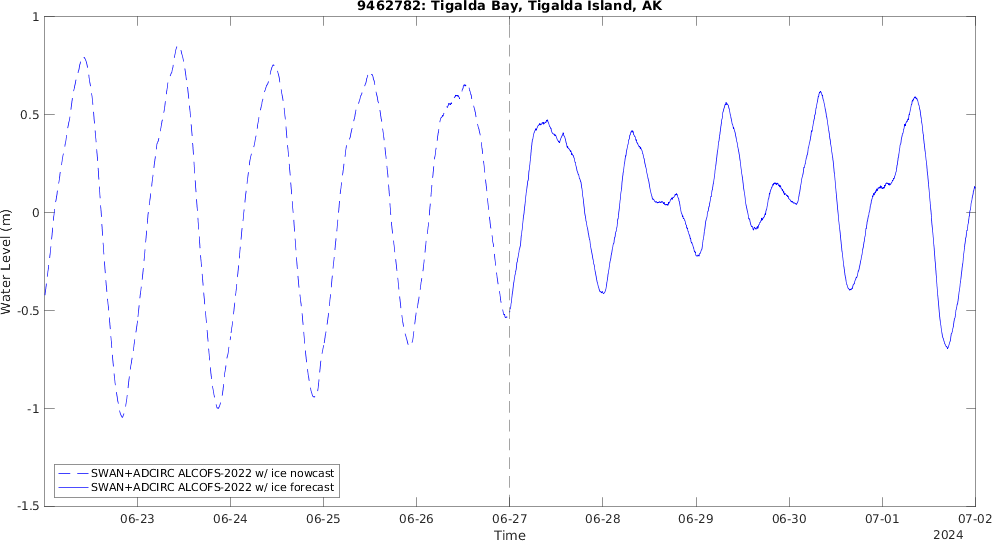 9462782: Tigalda Bay, Tigalda Island, AK
1
0.5
0
-0.5
-1
-1.5
Water Level (m)
SWAN+ADCIRC ALCOFS-2022 w/ ice nowcast
SWAN+ADCIRC ALCOFS-2022 w/ ice forecast
06-23 06-24 06-25 06-26 06-27 06-28 06-29 06-30 07-01 07-02
Time
2024